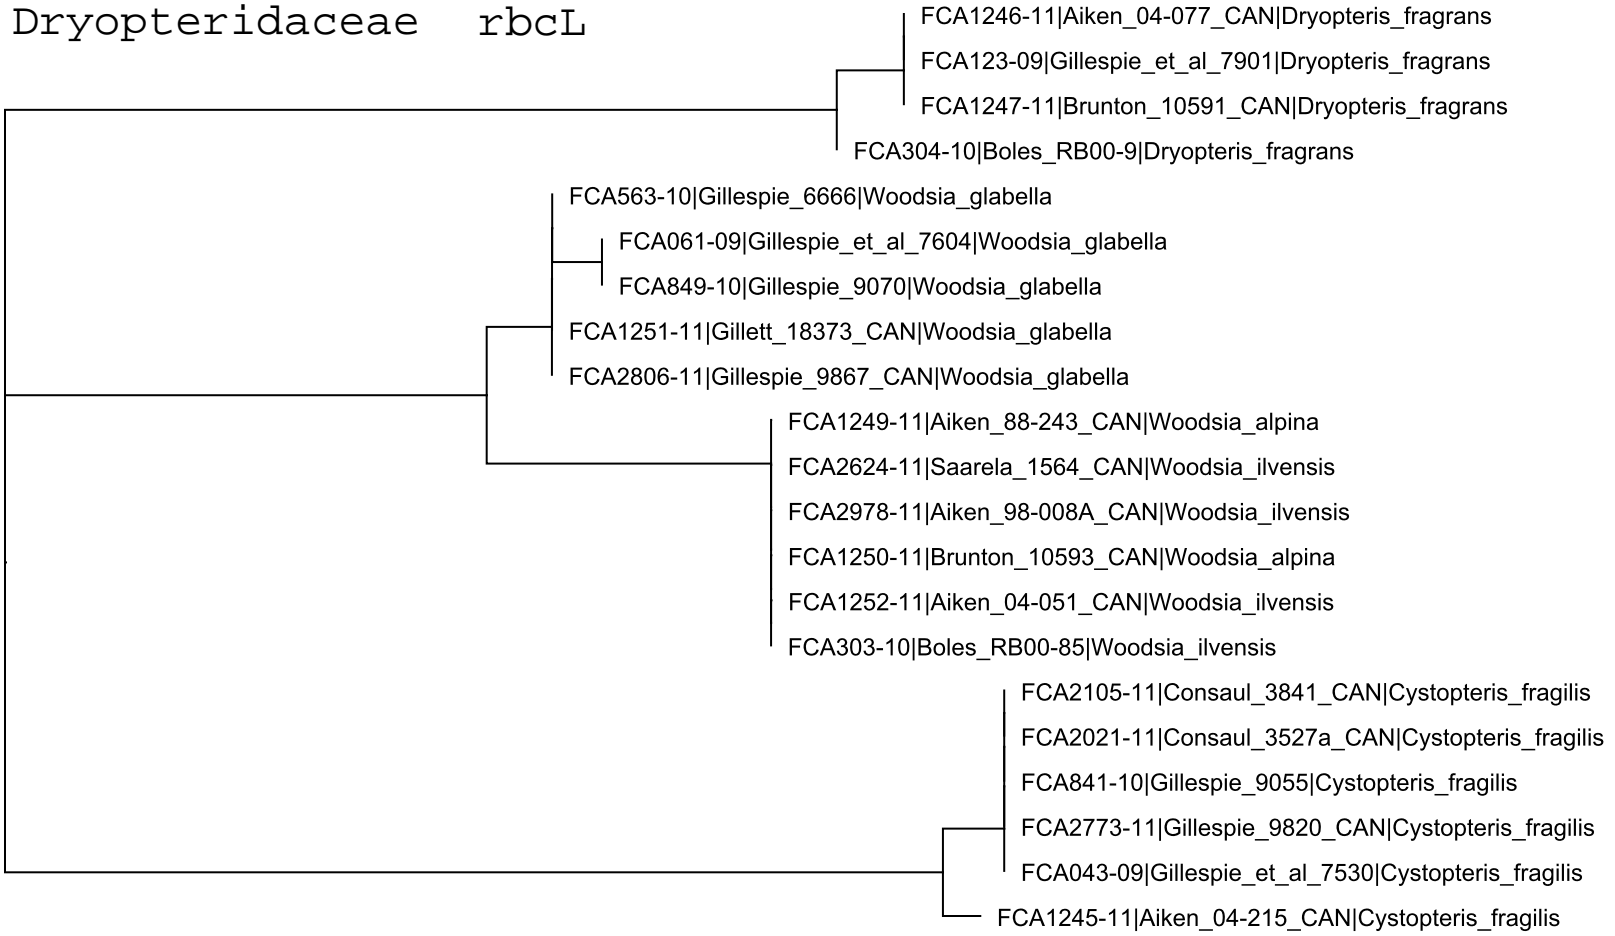 Dryopteridaceae rbcL
FCA1246-11|Aiken_04-077_CAN|Dryopteris_fragrans
FCA123-09|Gillespie_et_al_7901|Dryopteris_fragrans
FCA1247-11|Brunton_10591_CAN|Dryopteris_fragrans
FCA304-10|Boles_RB00-9|Dryopteris_fragrans
FCA563-10|Gillespie_6666|Woodsia_glabella
FCA061-09|Gillespie_et_al_7604|Woodsia_glabella
FCA849-10|Gillespie_9070|Woodsia_glabella
FCA1251-11|Gillett_18373_CAN|Woodsia_glabella
FCA2806-11|Gillespie_9867_CAN|Woodsia_glabella
FCA1249-11|Aiken_88-243_CAN|Woodsia_alpina
FCA2624-11|Saarela_1564_CAN|Woodsia_ilvensis
FCA2978-11|Aiken_98-008A_CAN|Woodsia_ilvensis
FCA1250-11|Brunton_10593_CAN|Woodsia_alpina
FCA1252-11|Aiken_04-051_CAN|Woodsia_ilvensis
FCA303-10|Boles_RB00-85|Woodsia_ilvensis
FCA2105-11|Consaul_3841_CAN|Cystopteris_fragilis
FCA2021-11|Consaul_3527a_CAN|Cystopteris_fragilis
FCA841-10|Gillespie_9055|Cystopteris_fragilis
FCA2773-11|Gillespie_9820_CAN|Cystopteris_fragilis
FCA043-09|Gillespie_et_al_7530|Cystopteris_fragilis
FCA1245-11|Aiken_04-215_CAN|Cystopteris_fragilis